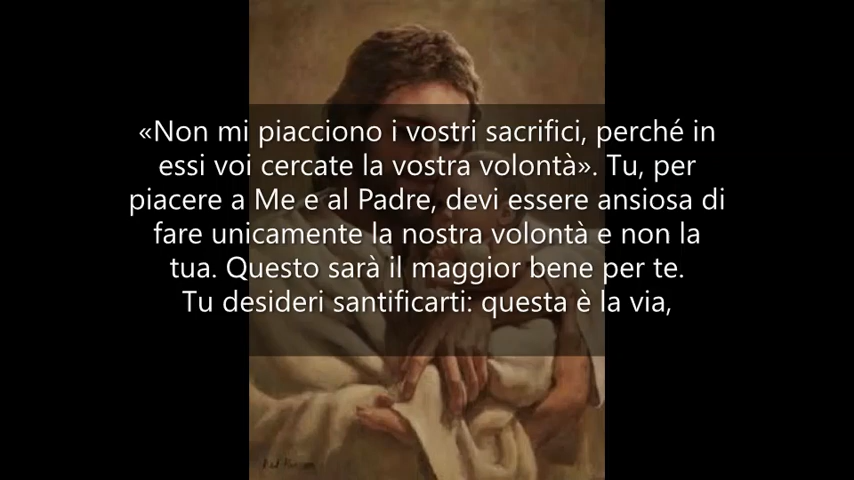 «Non mi piacciono i vostri sacrifici, perché in
essi voi cercate la vostra volontà». Tu, per
piacere a Me e al Padre, devi essere ansiosa di
fare unicamente la nostra volontà e non la
tua. Questo sarà il maggior bene per te.
Tu desideri santificarti: questa è la via,